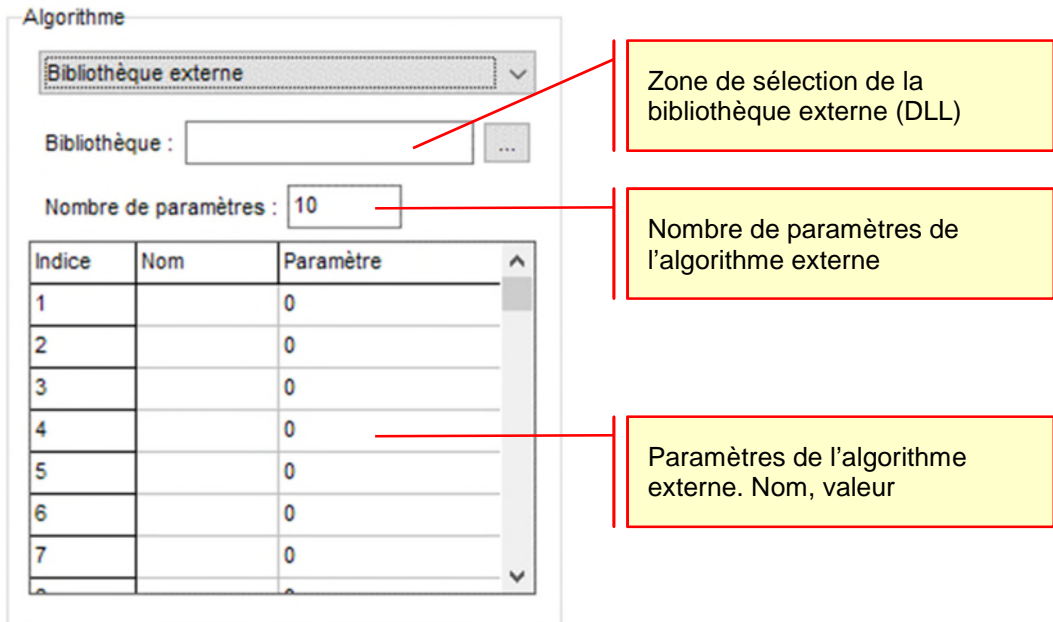 Algorithme
Bibliothèque externe
Zone de sélection de la
bibliothèque externe (DLL)
Bibliothèque :
...
Nombre de paramètres : 10
Nombre de paramètres de
l’algorithme externe
Indice Nom Paramètre
1 0
2 0
3 0
4 0
5 0
6 0
7 0
Paramètres de l’algorithme
externe. Nom, valeur